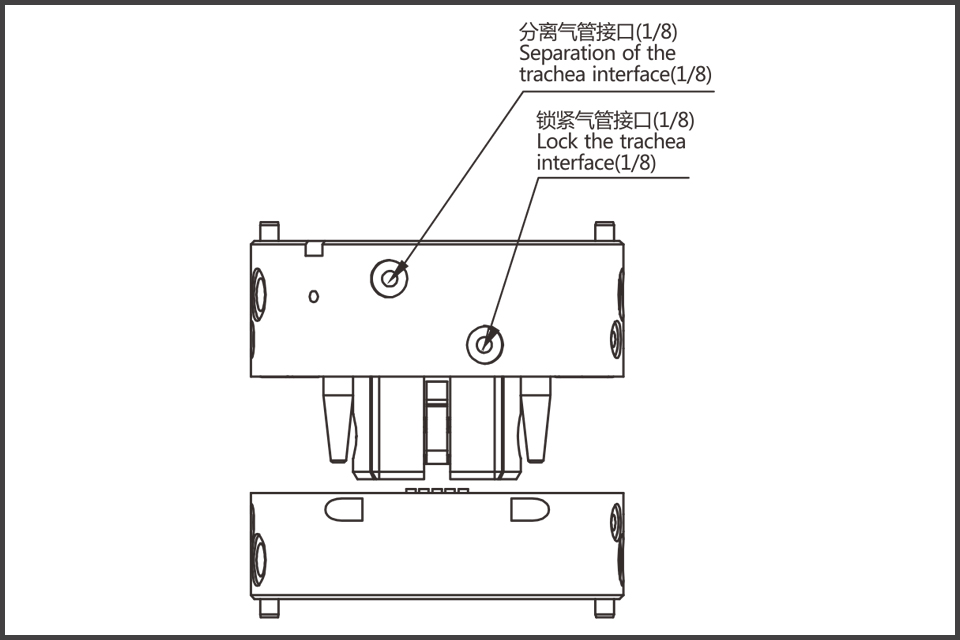 分离气管接口(1/8)
Separation of the
trachea interface(1/8)
锁紧气管接口(1/8)
Lock the trachea
interface(1/8)